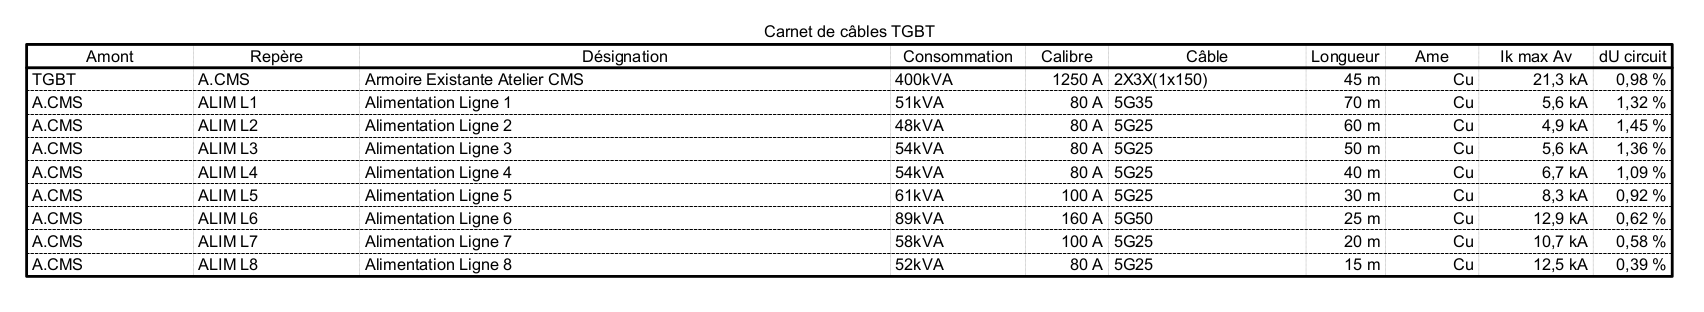 Carnet de câbles TGBT
Amont Repère Désignation Consommation Calibre Câble Longueur Ame Ik max Av dU circuit
TGBT A.CMS Armoire Existante Atelier CMS 400kVA 1250 A 2X3X(1x150) 45 m Cu 21,3 kA 0,98 %
A.CMS ALIM L1 Alimentation Ligne 1 51kVA 80 A 5G35 70 m Cu 5,6 kA 1,32 %
A.CMS ALIM L2 Alimentation Ligne 2 48kVA 80 A 5G25 60 m Cu 4,9 kA 1,45 %
A.CMS ALIM L3 Alimentation Ligne 3 54kVA 80 A 5G25 50 m Cu 5,6 kA 1,36 %
A.CMS ALIM L4 Alimentation Ligne 4 54kVA 80 A 5G25 40 m Cu 6,7 kA 1,09 %
A.CMS ALIM L5 Alimentation Ligne 5 61kVA 100 A 5G25 30 m Cu 8,3 kA 0,92 %
A.CMS ALIM L6 Alimentation Ligne 6 89kVA 160 A 5G50 25 m Cu 12,9 kA 0,62 %
A.CMS ALIM L7 Alimentation Ligne 7 58kVA 100 A 5G25 20 m Cu 10,7 kA 0,58 %
A.CMS ALIM L8 Alimentation Ligne 8 52kVA 80 A 5G25 15 m Cu 12,5 kA 0,39 %